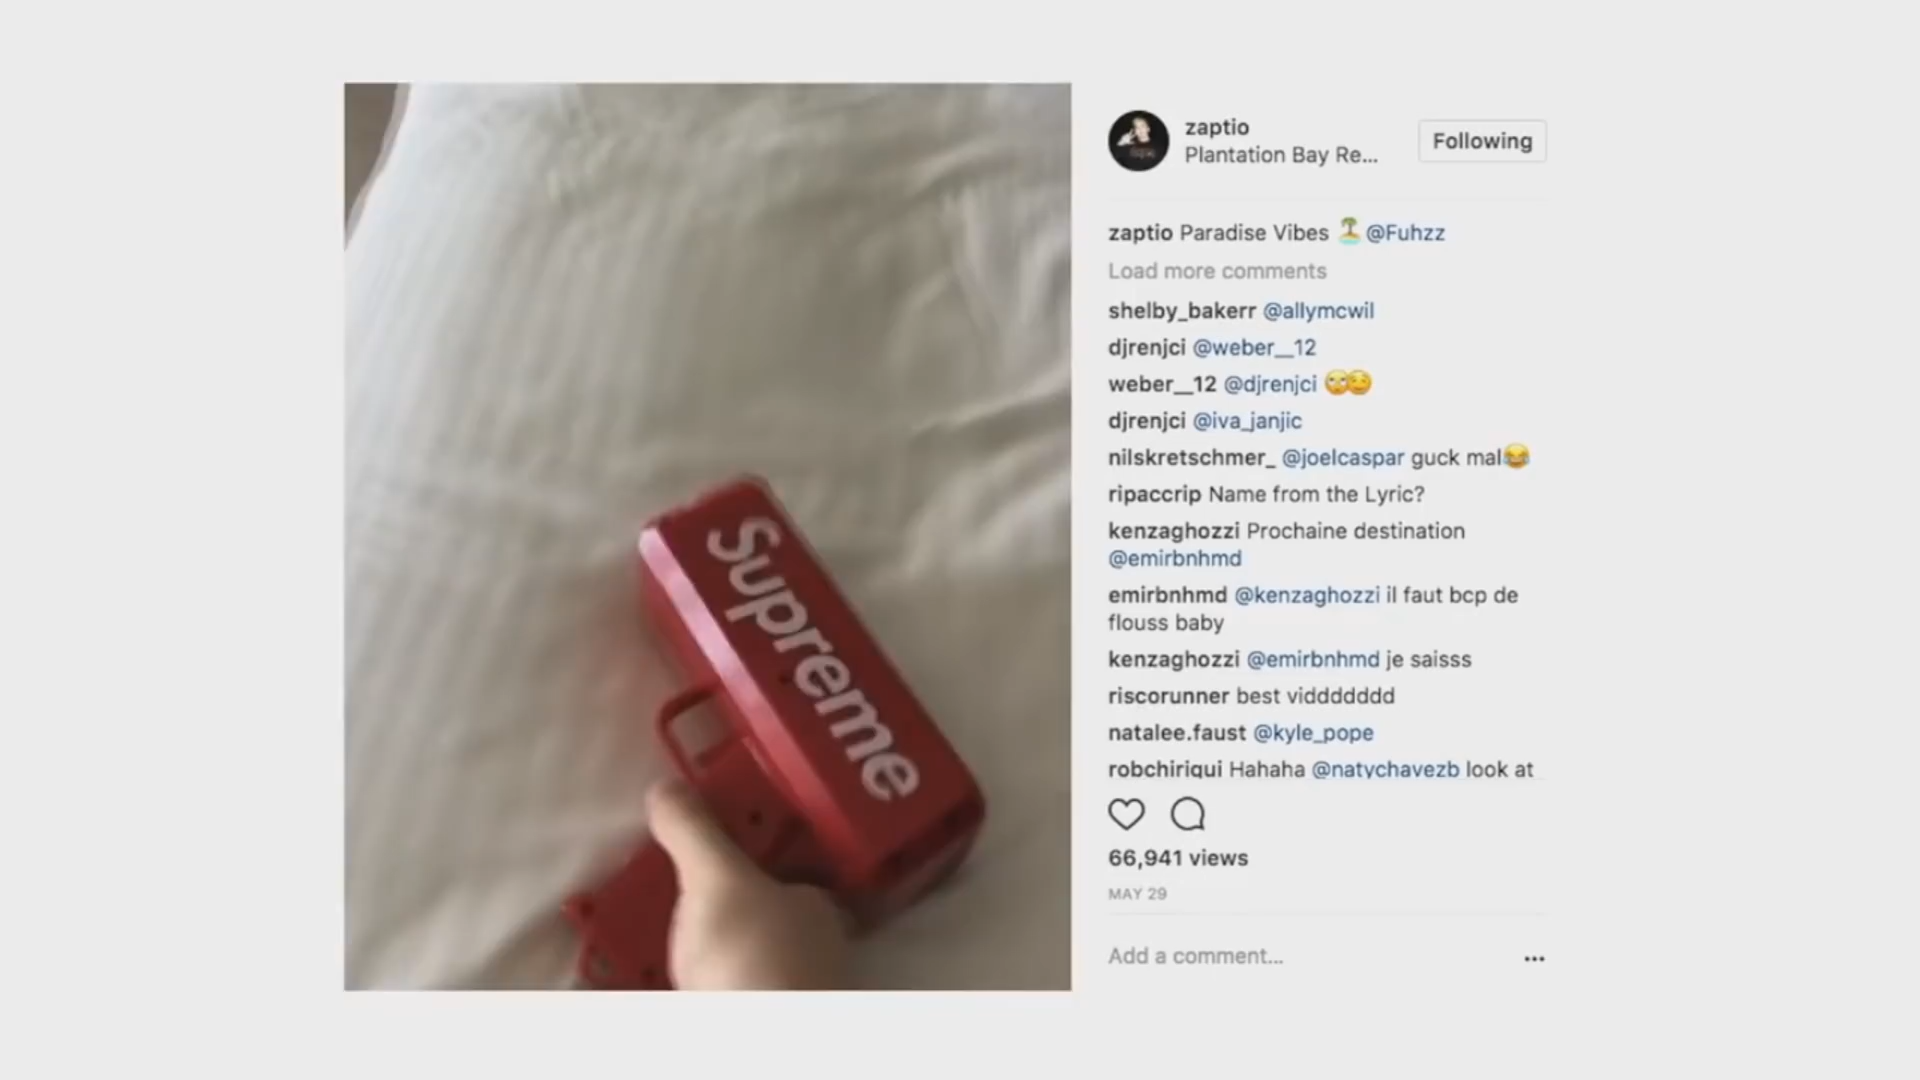 Supreme
zaptio
Plantation Bay Re...
Following
zaptio Paradise Vibes 🏝 @Fuhzz
Load more comments
shelby_bakerr @allymcwil
djrenjci @weber__12
weber__12 @djrenjci 🙄😏
djrenjci @iva_janjic
nilskretschmer_ @joelcaspar guck mal😂
ripaccrip Name from the Lyric?
kenzaghozzi Prochaine destination
@emirbnhmd
emirbnhmd @kenzaghozzi il faut bcp de
flouss baby
kenzaghozzi @emirbnhmd je saisss
riscorunner best viddddddd
natalee.faust @kyle_pope
robchiriqui Hahaha @natychavezb look at
66,941 views
MAY 29
Add a comment...